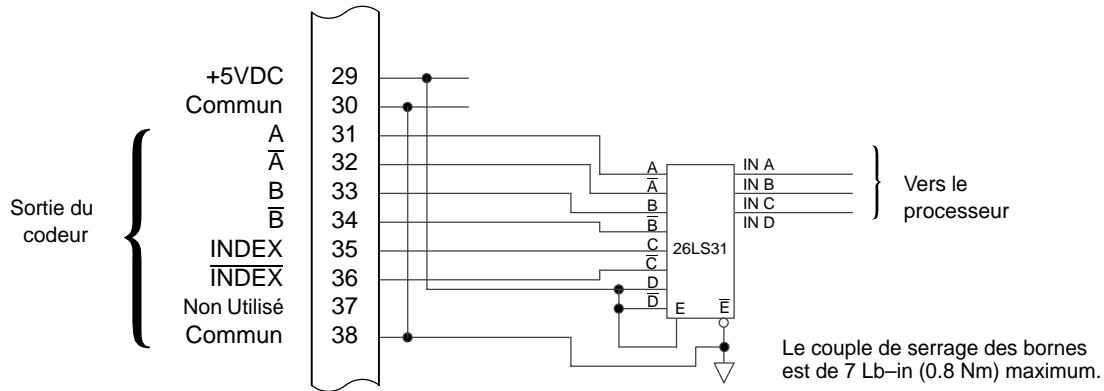 +5VDC 29
Commun 30
A 31
A̅ 32
B 33
B̅ 34
INDEX 35
I̅N̅D̅E̅X̅ 36
Non Utilisé 37
Commun 38
Sortie du
codeur
A
A̅
B
B̅
C
C̅
D
D̅
26LS31
E E̅
IN A
IN B
IN C
IN D
Vers le
processeur
Le couple de serrage des bornes
est de 7 Lb–in (0.8 Nm) maximum.